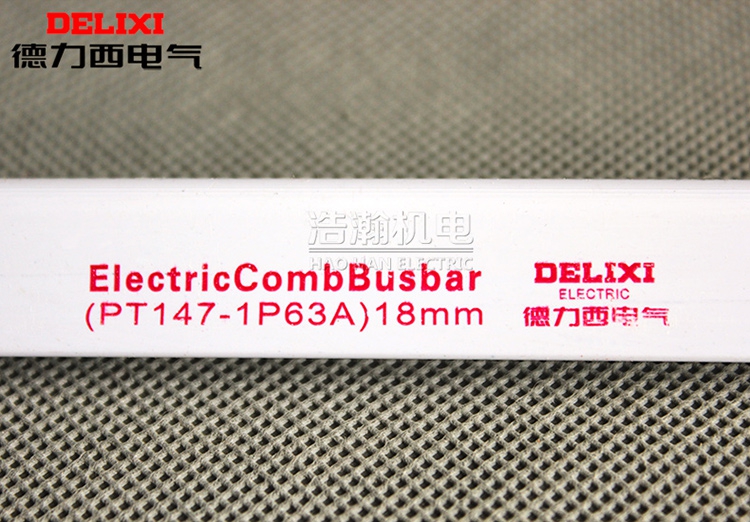 DELIXI
德力西电气
浩瀚机电
HAO HAN ELECTRIC
ElectricCombBusbar
(PT147-1P63A)18mm
DELIXI
ELECTRIC
德力西电气